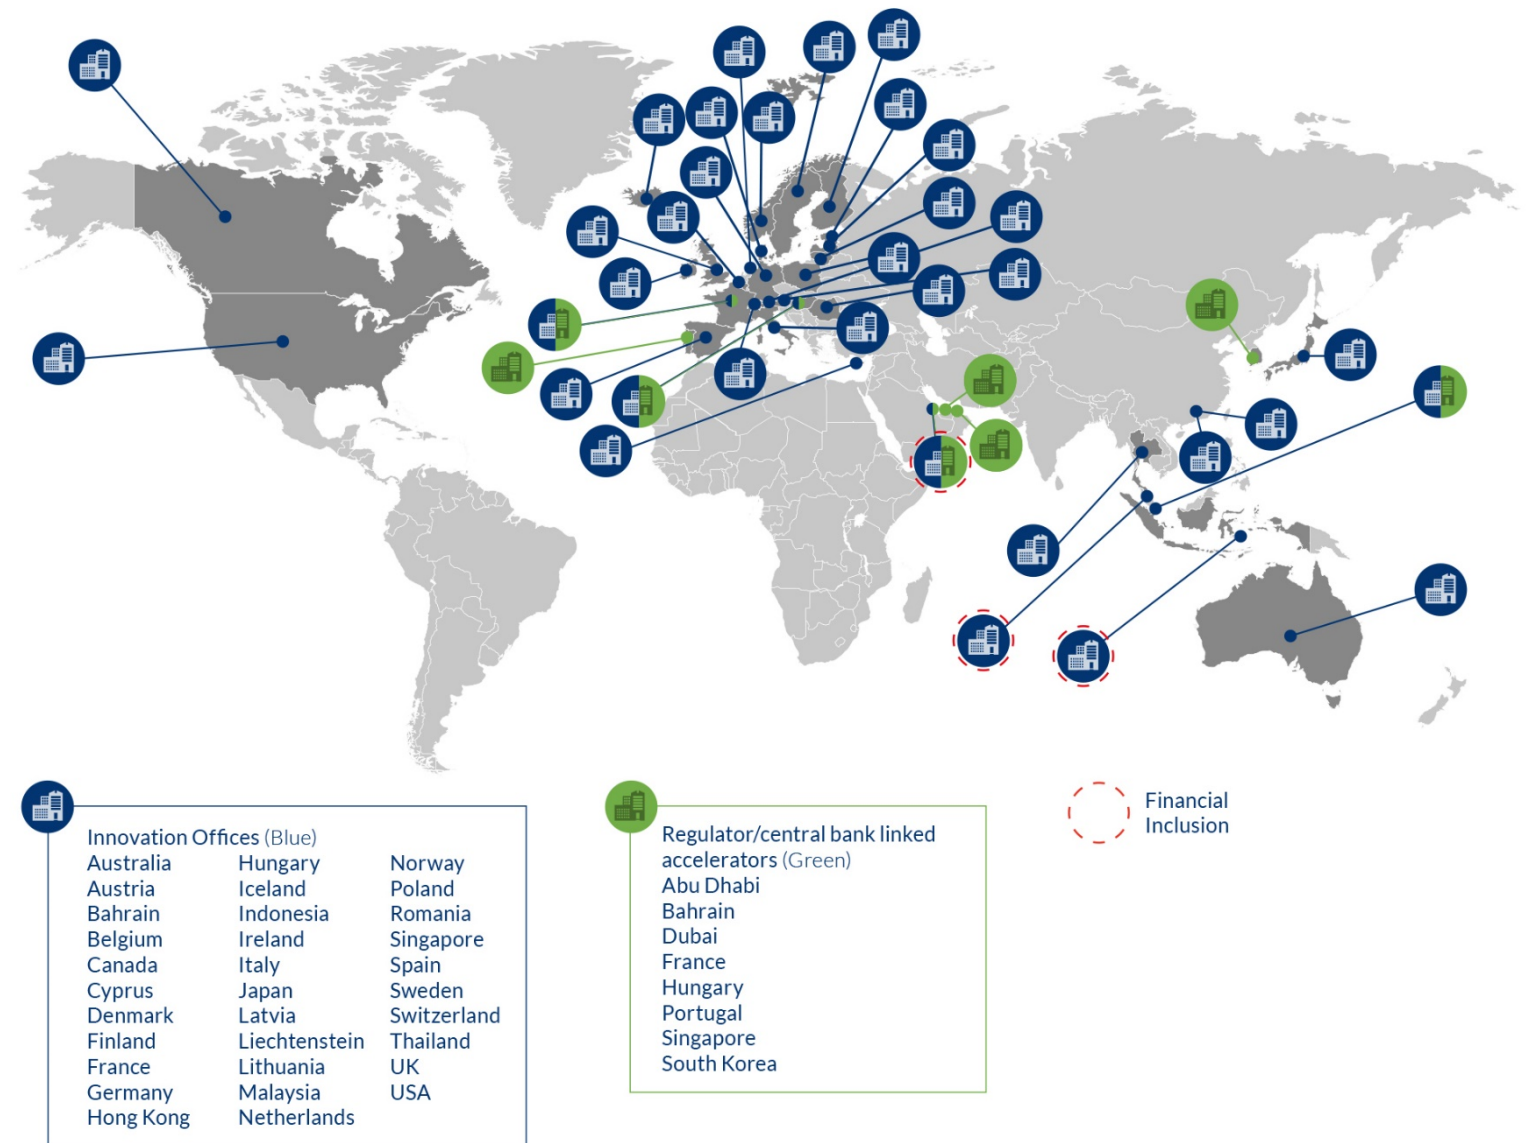 Innovation Offices (Blue)
Australia
Austria
Bahrain
Belgium
Canada
Cyprus
Denmark
Finland
France
Germany
Hong Kong
Hungary
Iceland
Indonesia
Ireland
Italy
Japan
Latvia
Liechtenstein
Lithuania
Malaysia
Netherlands
Norway
Poland
Romania
Singapore
Spain
Sweden
Switzerland
Thailand
UK
USA
Regulator/central bank linked
accelerators (Green)
Abu Dhabi
Bahrain
Dubai
France
Hungary
Portugal
Singapore
South Korea
Financial
Inclusion